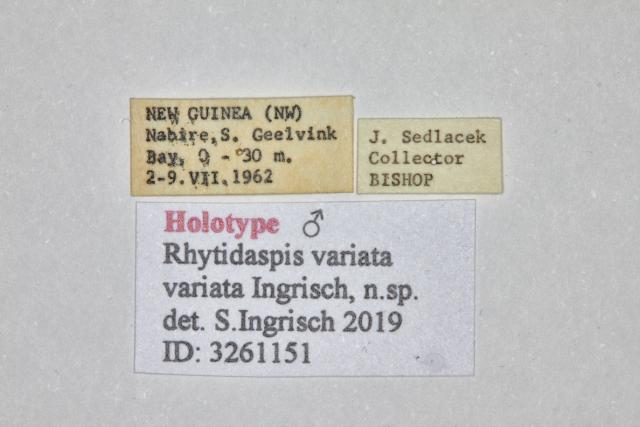 NEW GUINEA (NW)
Nabire, S. Geelvink
Bay, 0 - 30 m.
2-9.VII.1962
J. Sedlacek
Collector
BISHOP
Holotype ♂
Rhytidaspis variata
variata Ingrisch, n.sp.
det. S.Ingrisch 2019
ID: 3261151